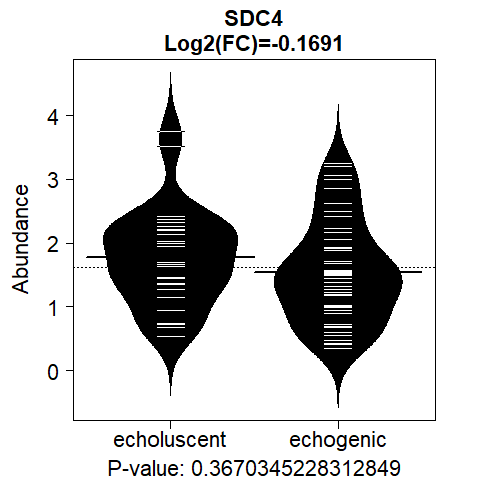 SDC4
Log2(FC)=-0.1691
Abundance
4
3
2
1
0
echoluscent echogenic
P-value: 0.3670345228312849